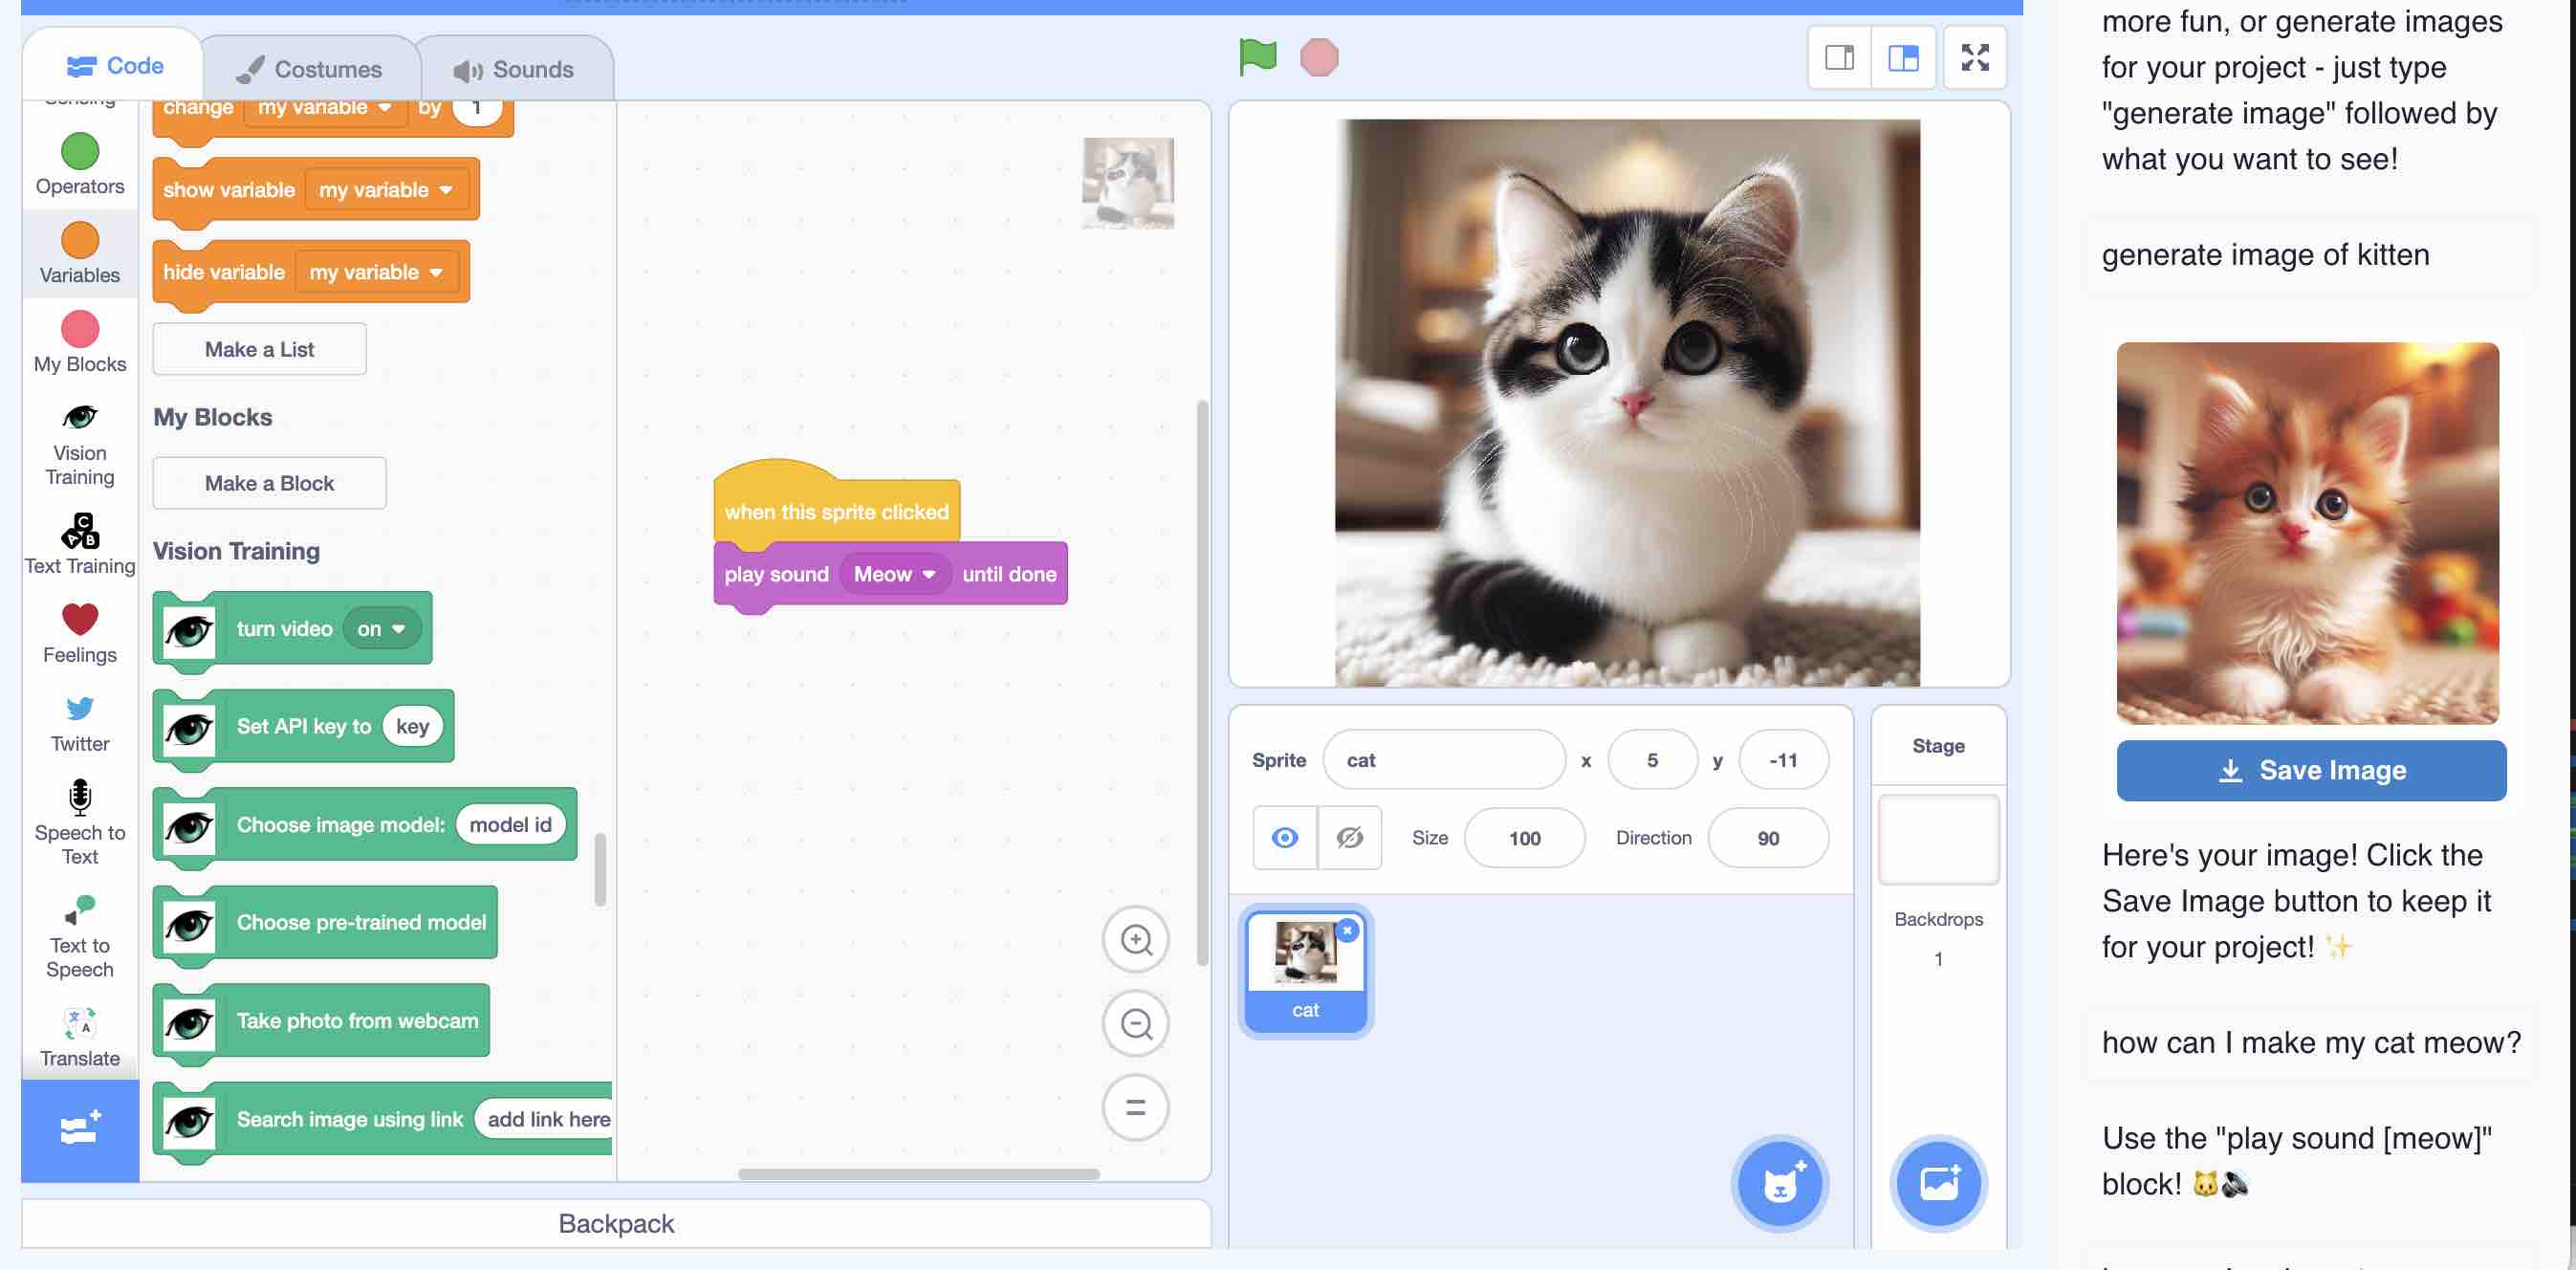 Code
Costumes
Sounds
Sensing
Operators
Variables
My Blocks
Vision
Training
Text Training
Feelings
Twitter
Speech to
Text
Text to
Speech
Translate
change my variable by 1
show variable my variable
hide variable my variable
Make a List
My Blocks
Make a Block
Vision Training
turn video on
Set API key to key
Choose image model: model id
Choose pre-trained model
Take photo from webcam
Search image using link add link here
when this sprite clicked
play sound Meow until done
Backpack
Sprite cat x 5 y -11
Size 100 Direction 90
cat
Stage
Backdrops
1
more fun, or generate images
for your project - just type
"generate image" followed by
what you want to see!
generate image of kitten
Save Image
Here's your image! Click the
Save Image button to keep it
for your project! ✨
how can I make my cat meow?
Use the "play sound [meow]"
block! 🐱🔊